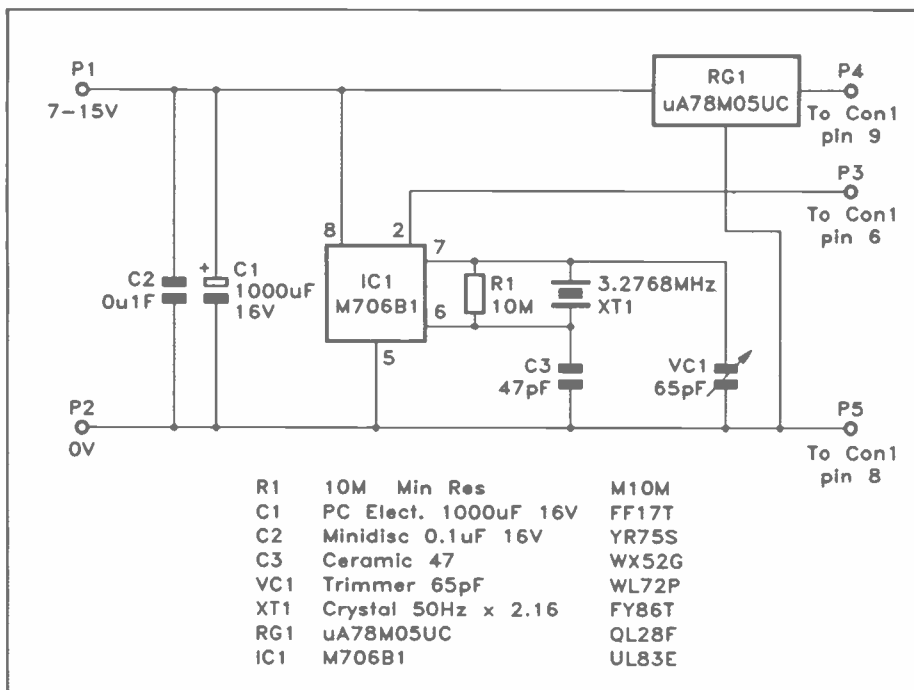 P1
7-15V
RG1
uA78M05UC
P4
To Con1
pin 9
P3
To Con1
pin 6
8
2
7
C2
0u1F
+
C1
1000uF
16V
IC1
M706B1
R1
10M
3.2768MHz
XT1
6
5
C3
47pF
VC1
65pF
P2
0V
P5
To Con1
pin 8
R1 10M Min Res M10M
C1 PC Elect. 1000uF 16V FF17T
C2 Minidisc 0.1uF 16V YR75S
C3 Ceramic 47 WX52G
VC1 Trimmer 65pF WL72P
XT1 Crystal 50Hz x 2.16 FY86T
RG1 uA78M05UC QL28F
IC1 M706B1 UL83E